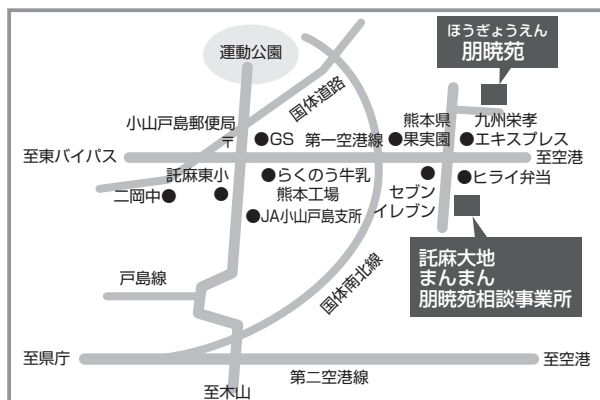 ほうぎょうえん
朋暁苑
運動公園
国体道路
小山戸島郵便局
〒
GS
第一空港線
熊本県
果実園
九州栄孝
エキスプレス
至東バイパス
至空港
託麻東小
二岡中
らくのう牛乳
熊本工場
JA小山戸島支所
セブン
イレブン
ヒライ弁当
託麻大地
まんまん
朋暁苑相談事業所
戸島線
国体南北線
至県庁
第二空港線
至空港
至木山